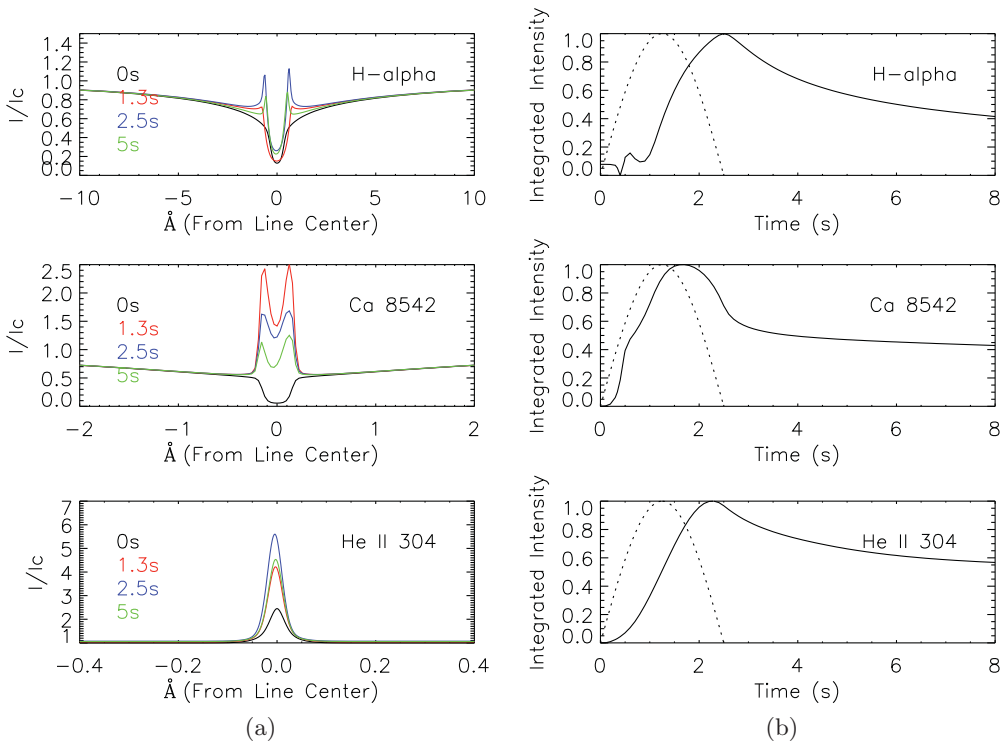 1.4
1.2
1.0
0.8
0.6
0.4
0.2
0.0
I/Ic
0s
1.3s
2.5s
5s
H-alpha
-10 -5 0 5 10
Å (From Line Center)
Integrated Intensity
1.0
0.8
0.6
0.4
0.2
0.0
H-alpha
0 2 4 6 8
Time (s)
2.5
2.0
1.5
1.0
0.5
0.0
I/Ic
0s
1.3s
2.5s
5s
Ca 8542
-2 -1 0 1 2
Å (From Line Center)
Integrated Intensity
1.0
0.8
0.6
0.4
0.2
0.0
Ca 8542
0 2 4 6 8
Time (s)
7
6
5
4
3
2
1
I/Ic
0s
1.3s
2.5s
5s
He II 304
-0.4 -0.2 0.0 0.2 0.4
Å (From Line Center)
Integrated Intensity
1.0
0.8
0.6
0.4
0.2
0.0
He II 304
0 2 4 6 8
Time (s)
(a) (b)